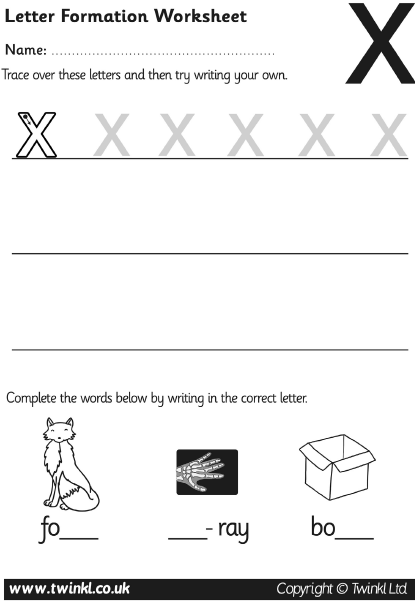 Letter Formation Worksheet
X
Name: ............................................................
Trace over these letters and then try writing your own.
x x x x x x
Complete the words below by writing in the correct letter.
fo___ ___-ray bo___
www.twinkl.co.uk Copyright © Twinkl Ltd.